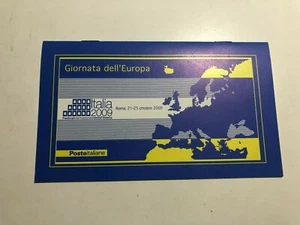 Giornata dell'Europa
italia
2009
Roma, 21-25 ottobre 2009
Posteitaliane